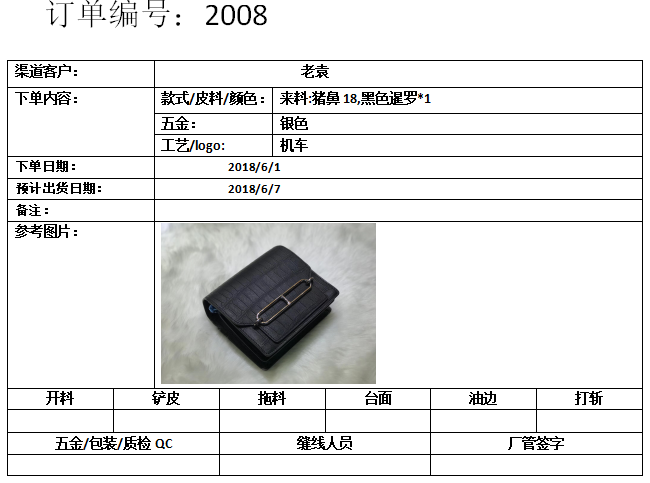 订单编号：2008
渠道客户： 老袁
下单内容： 款式/皮料/颜色： 来料:猪鼻18,黑色暹罗*1
五金： 银色
工艺/logo: 机车
下单日期： 2018/6/1
预计出货日期： 2018/6/7
备注：
参考图片：
开料 铲皮 拖料 台面 油边 打斩
五金/包装/质检QC 缝线人员 厂管签字